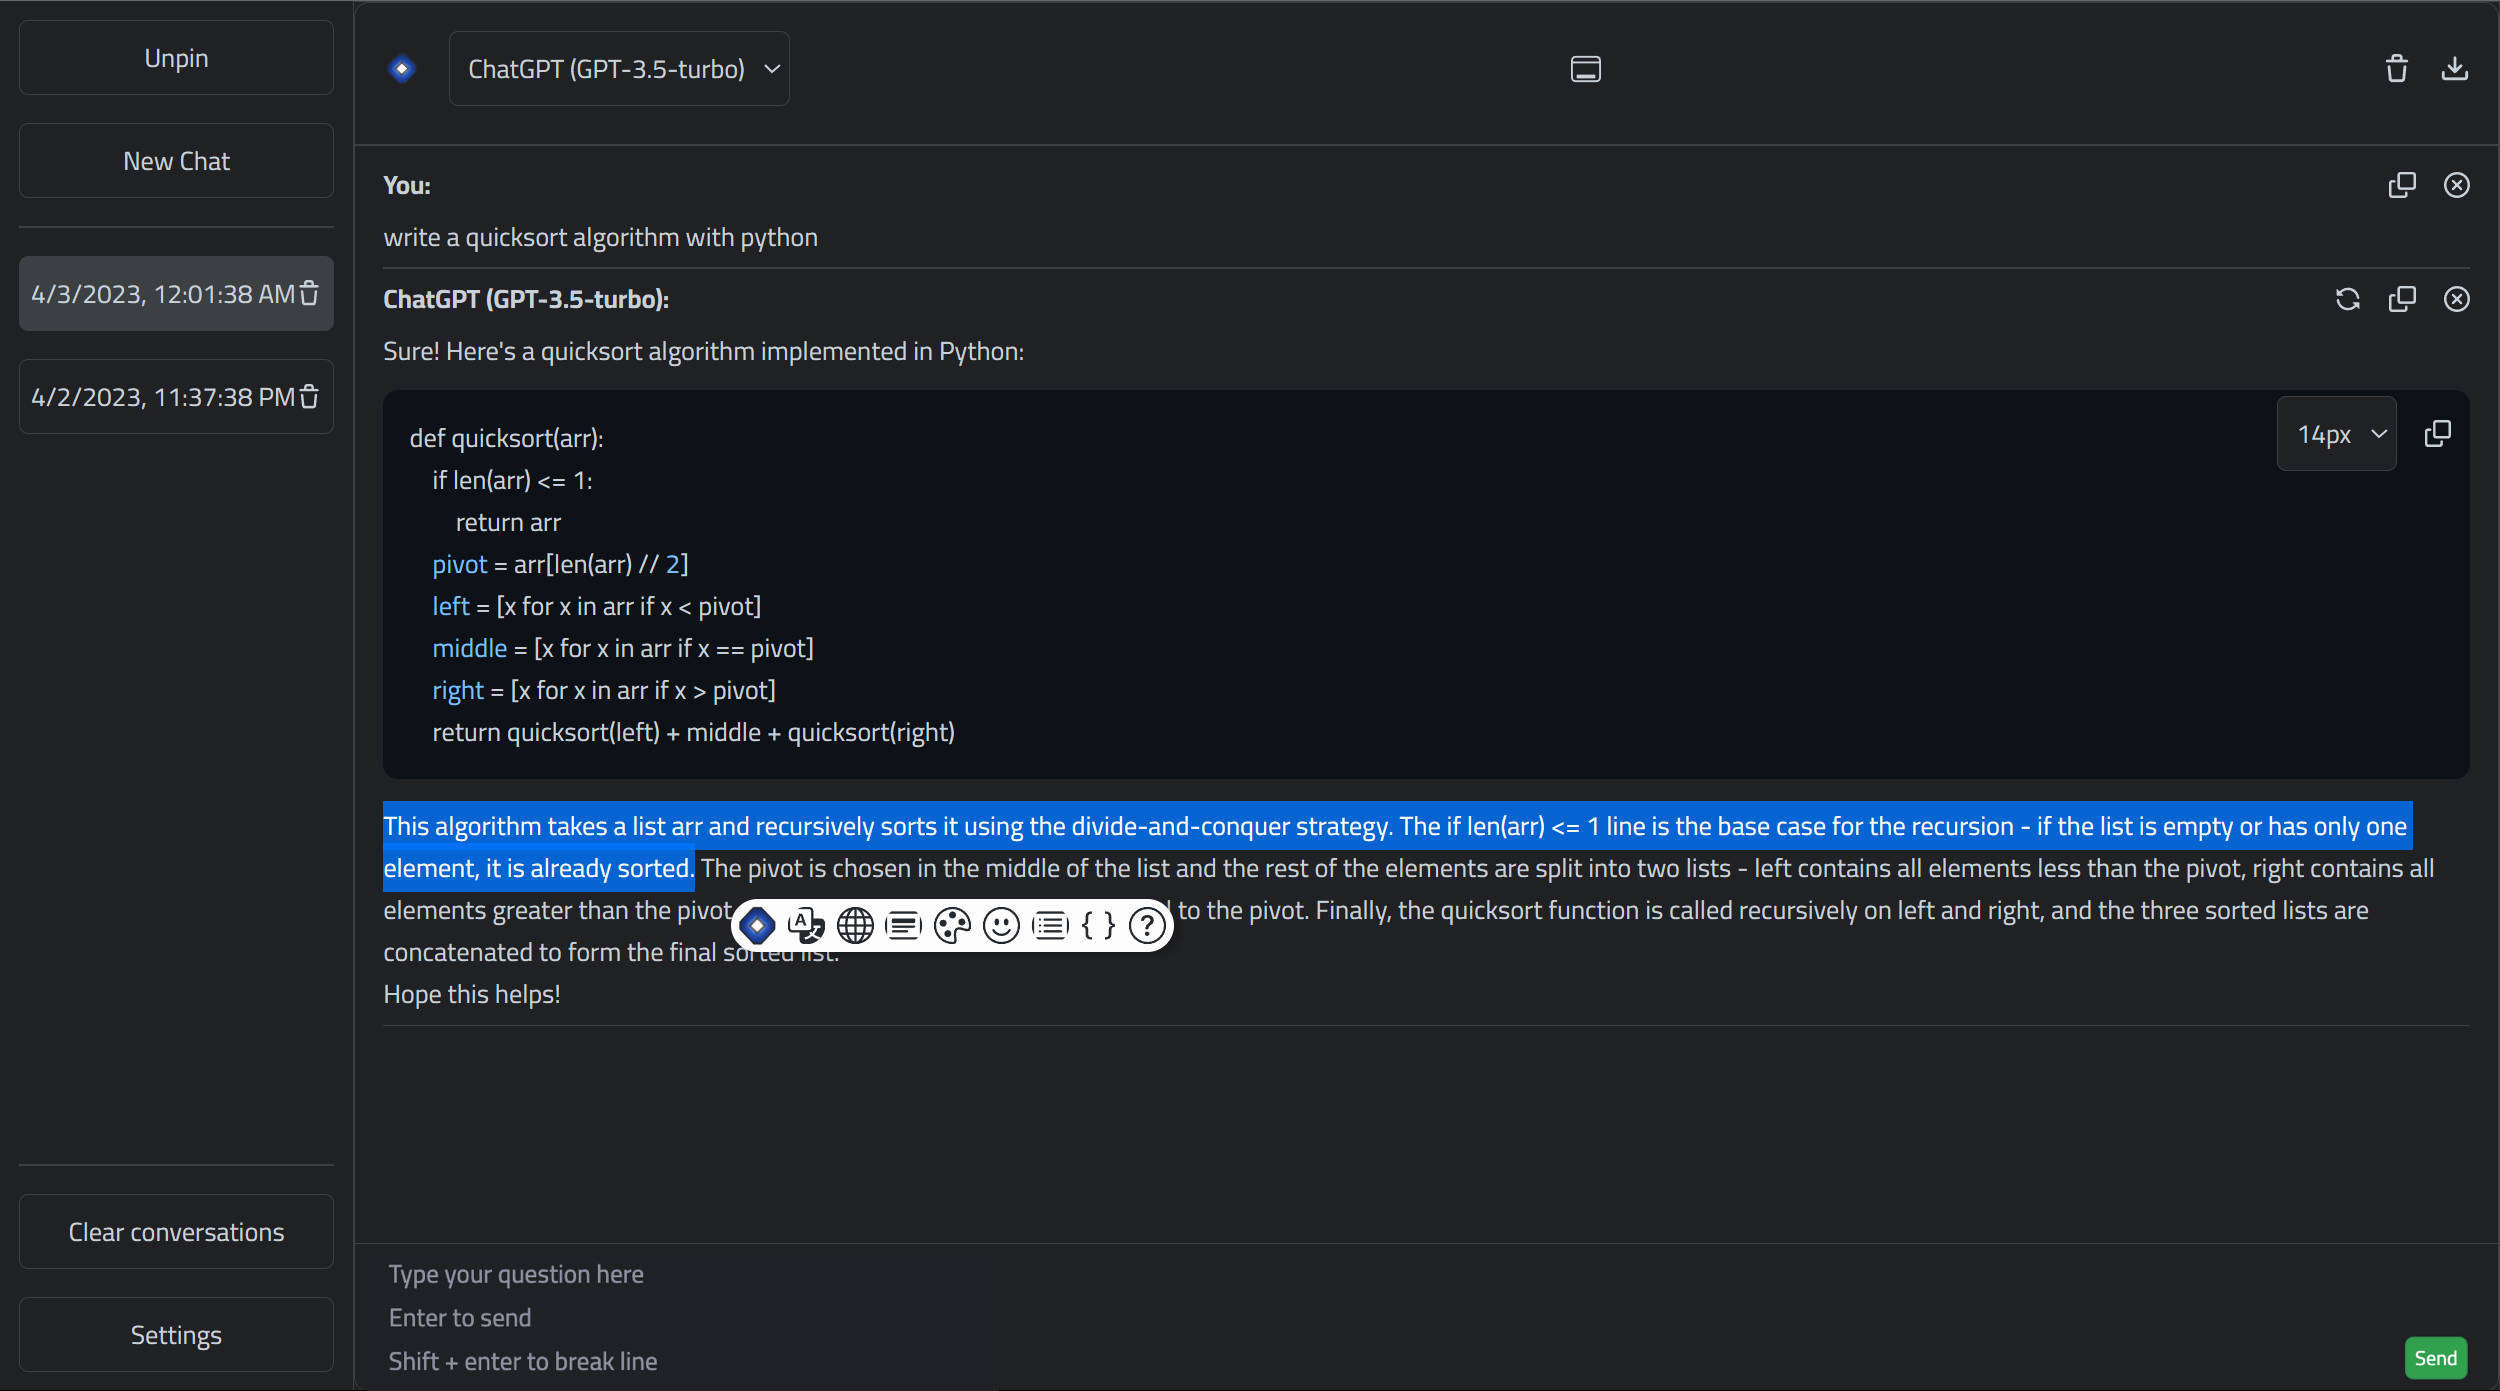 Unpin
New Chat
4/3/2023, 12:01:38 AM
4/2/2023, 11:37:38 PM
Clear conversations
Settings
ChatGPT (GPT-3.5-turbo)
You:
write a quicksort algorithm with python
ChatGPT (GPT-3.5-turbo):
Sure! Here's a quicksort algorithm implemented in Python:
14px
def quicksort(arr):
if len(arr) <= 1:
return arr
pivot = arr[len(arr) // 2]
left = [x for x in arr if x < pivot]
middle = [x for x in arr if x == pivot]
right = [x for x in arr if x > pivot]
return quicksort(left) + middle + quicksort(right)
This algorithm takes a list arr and recursively sorts it using the divide-and-conquer strategy. The if len(arr) <= 1 line is the base case for the recursion - if the list is empty or has only one
element, it is already sorted. The pivot is chosen in the middle of the list and the rest of the elements are split into two lists - left contains all elements less than the pivot, right contains all
elements greater than the pivot to the pivot. Finally, the quicksort function is called recursively on left and right, and the three sorted lists are
concatenated to form the final sorted list.
Hope this helps!
Type your question here
Enter to send
Shift + enter to break line
Send